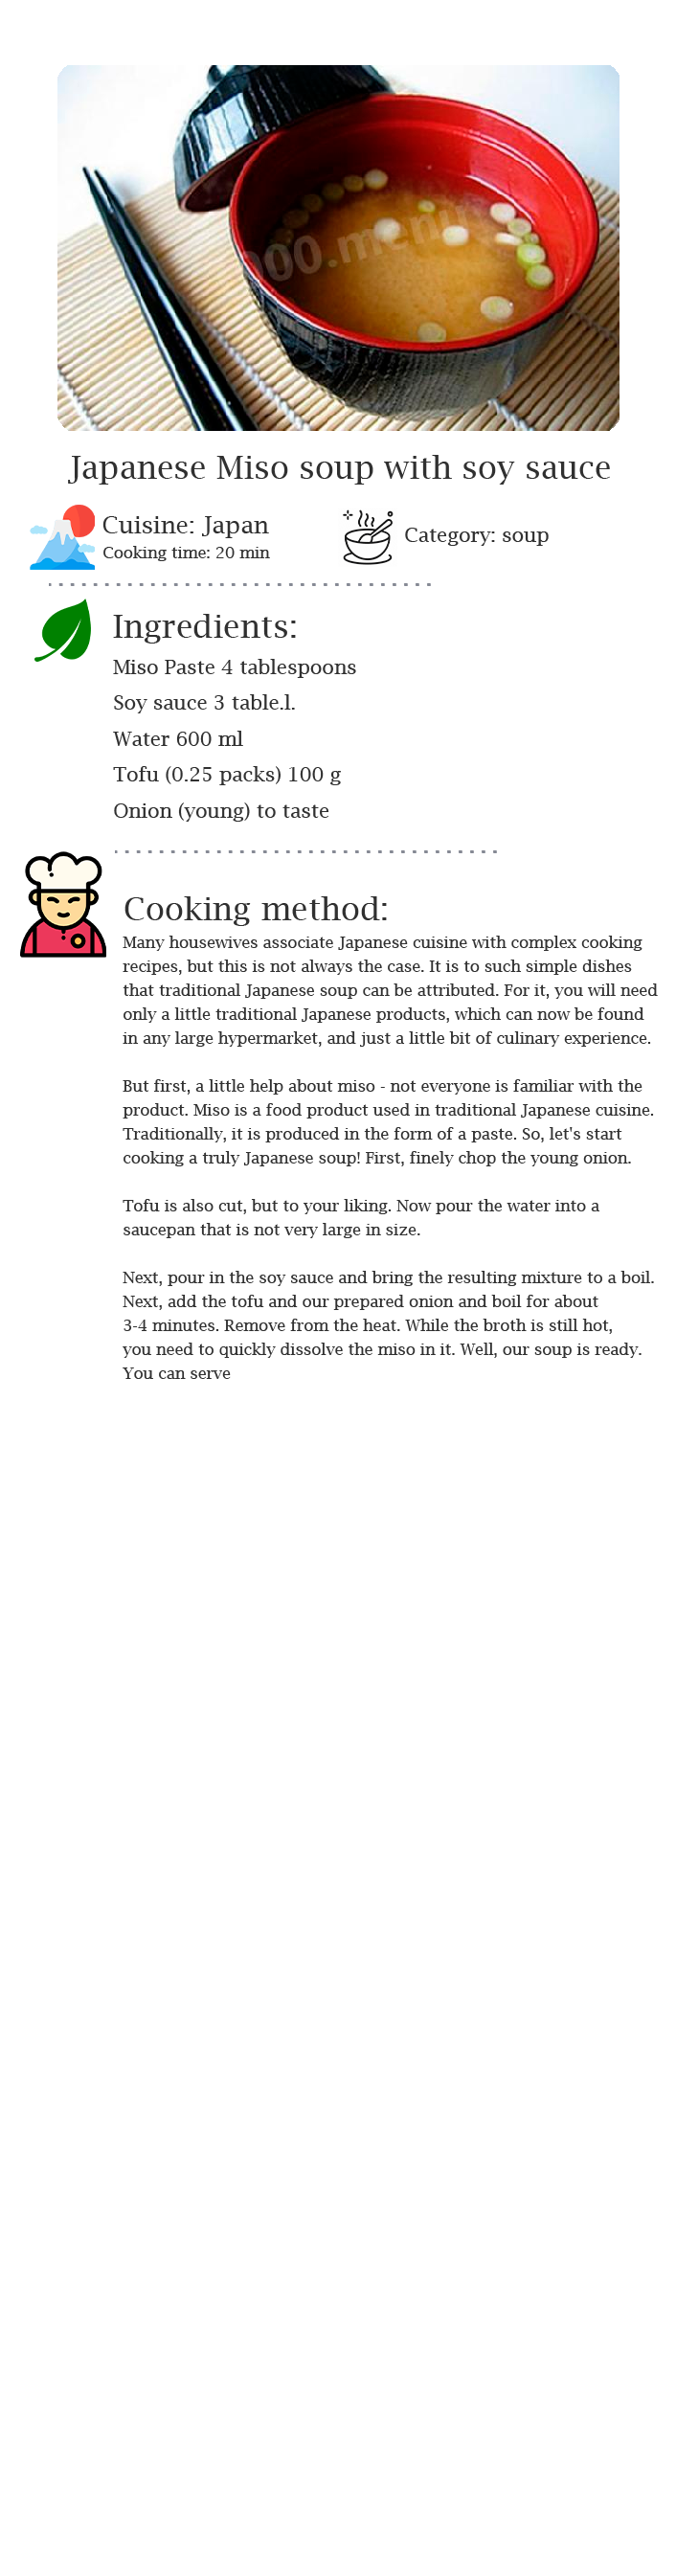 000.menu
Japanese Miso soup with soy sauce
Cuisine: Japan
Cooking time: 20 min
Category: soup
Ingredients:
Miso Paste 4 tablespoons
Soy sauce 3 table.l.
Water 600 ml
Tofu (0.25 packs) 100 g
Onion (young) to taste
Cooking method:
Many housewives associate Japanese cuisine with complex cooking
recipes, but this is not always the case. It is to such simple dishes
that traditional Japanese soup can be attributed. For it, you will need
only a little traditional Japanese products, which can now be found
in any large hypermarket, and just a little bit of culinary experience.
But first, a little help about miso - not everyone is familiar with the
product. Miso is a food product used in traditional Japanese cuisine.
Traditionally, it is produced in the form of a paste. So, let's start
cooking a truly Japanese soup! First, finely chop the young onion.
Tofu is also cut, but to your liking. Now pour the water into a
saucepan that is not very large in size.
Next, pour in the soy sauce and bring the resulting mixture to a boil.
Next, add the tofu and our prepared onion and boil for about
3-4 minutes. Remove from the heat. While the broth is still hot,
you need to quickly dissolve the miso in it. Well, our soup is ready.
You can serve